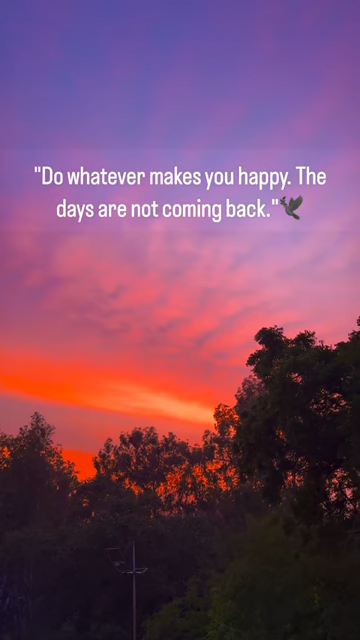 "Do whatever makes you happy. The
days are not coming back."🕊️